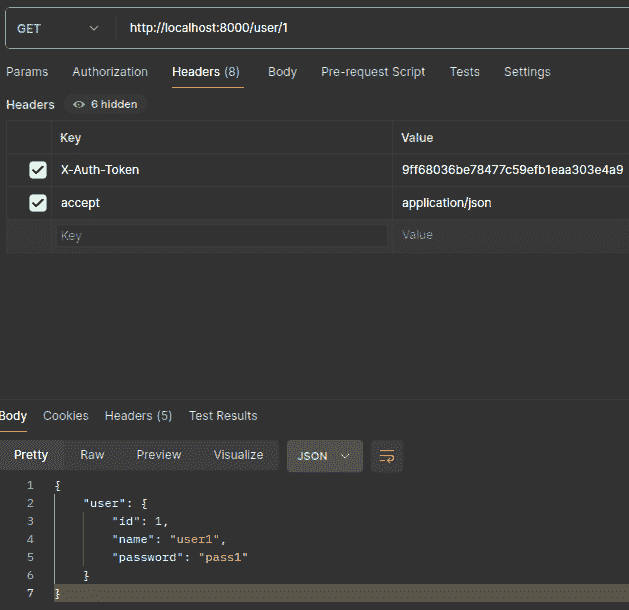 GET http://localhost:8000/user/1
Params Authorization Headers (8) Body Pre-request Script Tests Settings
Headers 6 hidden
Key Value
X-Auth-Token 9ff68036be78477c59efb1eaa303e4a9
accept application/json
Key Value
Body Cookies Headers (5) Test Results
Pretty Raw Preview Visualize JSON
1 {
2 "user": {
3 "id": 1,
4 "name": "user1",
5 "password": "pass1"
6 }
7 }